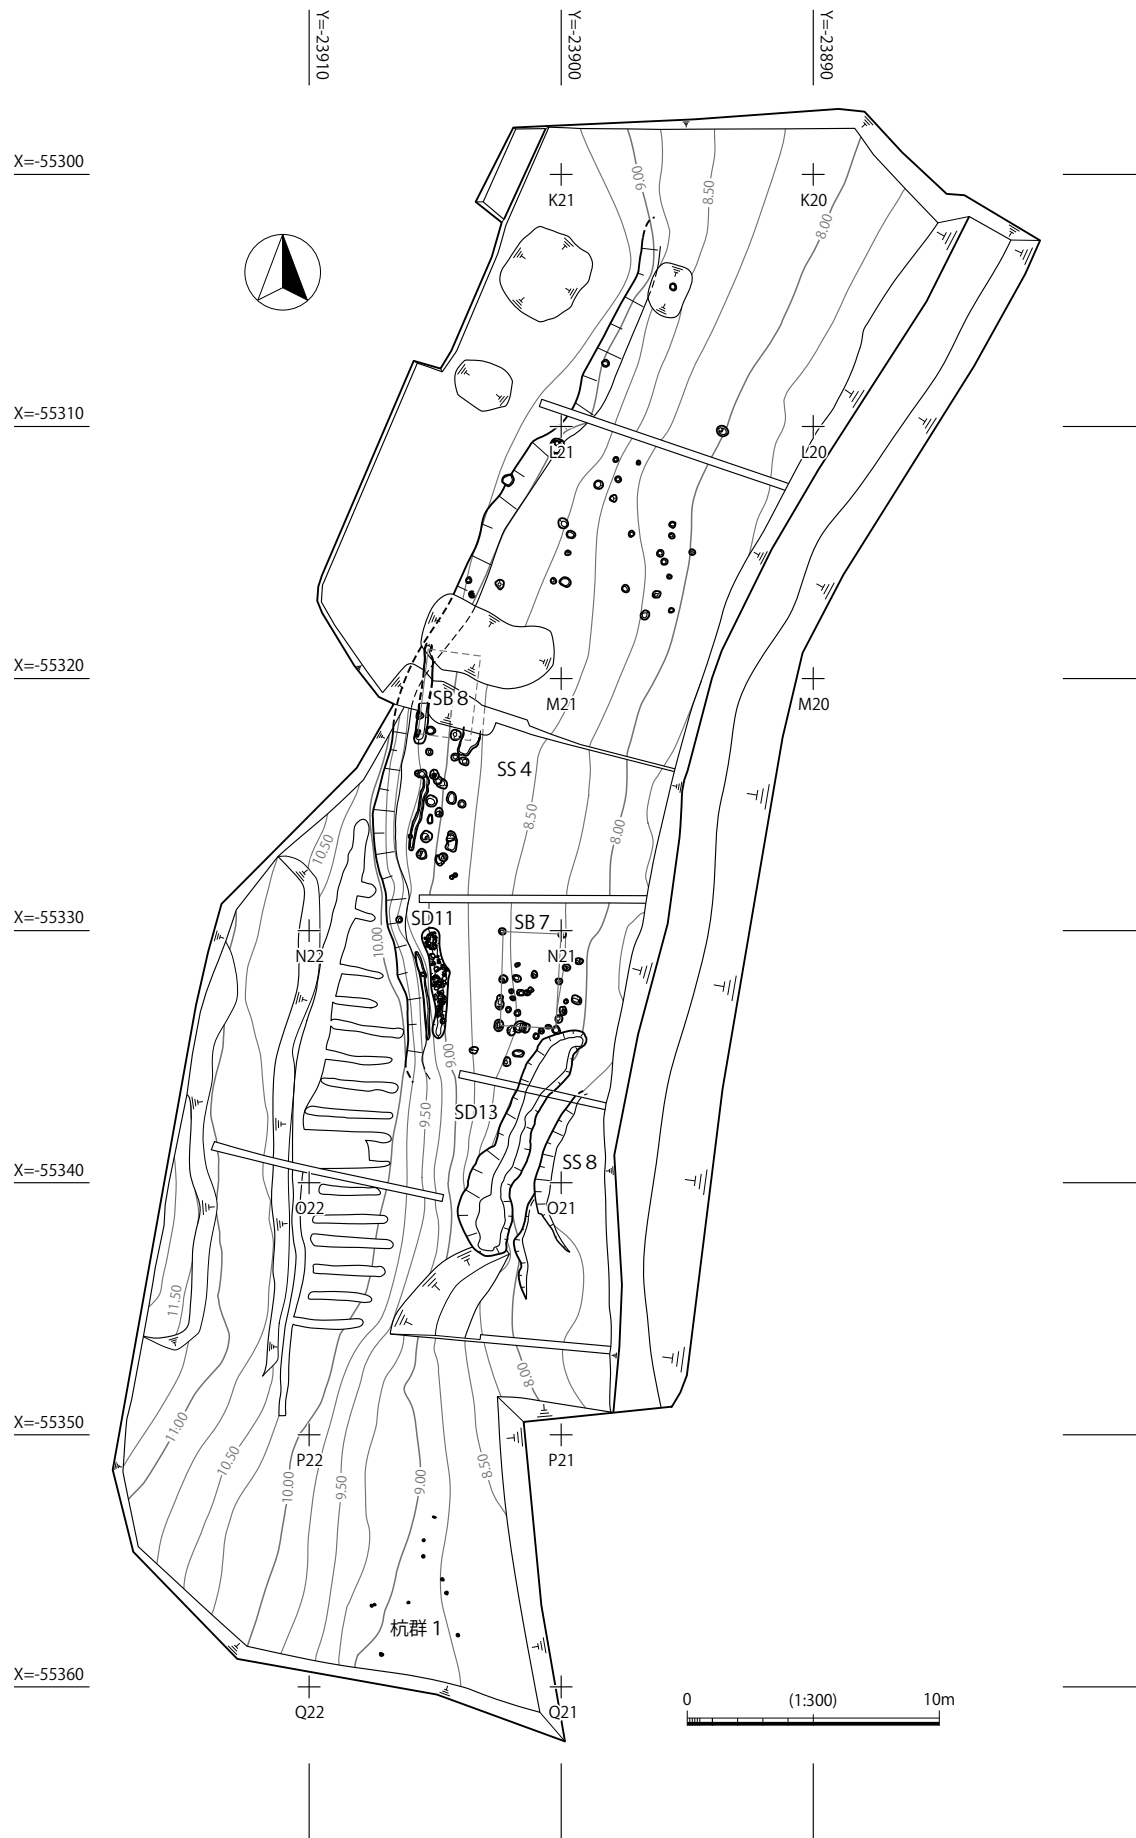 Y=-23910
Y=-23900
Y=-23890
X=-55300
K21
K20
9.00
8.50
8.00
X=-55310
L21
L20
X=-55320
SB 8
M21
M20
SS 4
8.50
8.00
10.50
X=-55330
SD11
SB 7
N22
N21
10.00
9.00
9.50
SD13
SS 8
X=-55340
O22
O21
11.50
8.00
X=-55350
11.00
10.50
P22
P21
10.00
9.50
9.00
8.50
杭群 1
X=-55360
Q22
Q21
0 (1:300) 10m